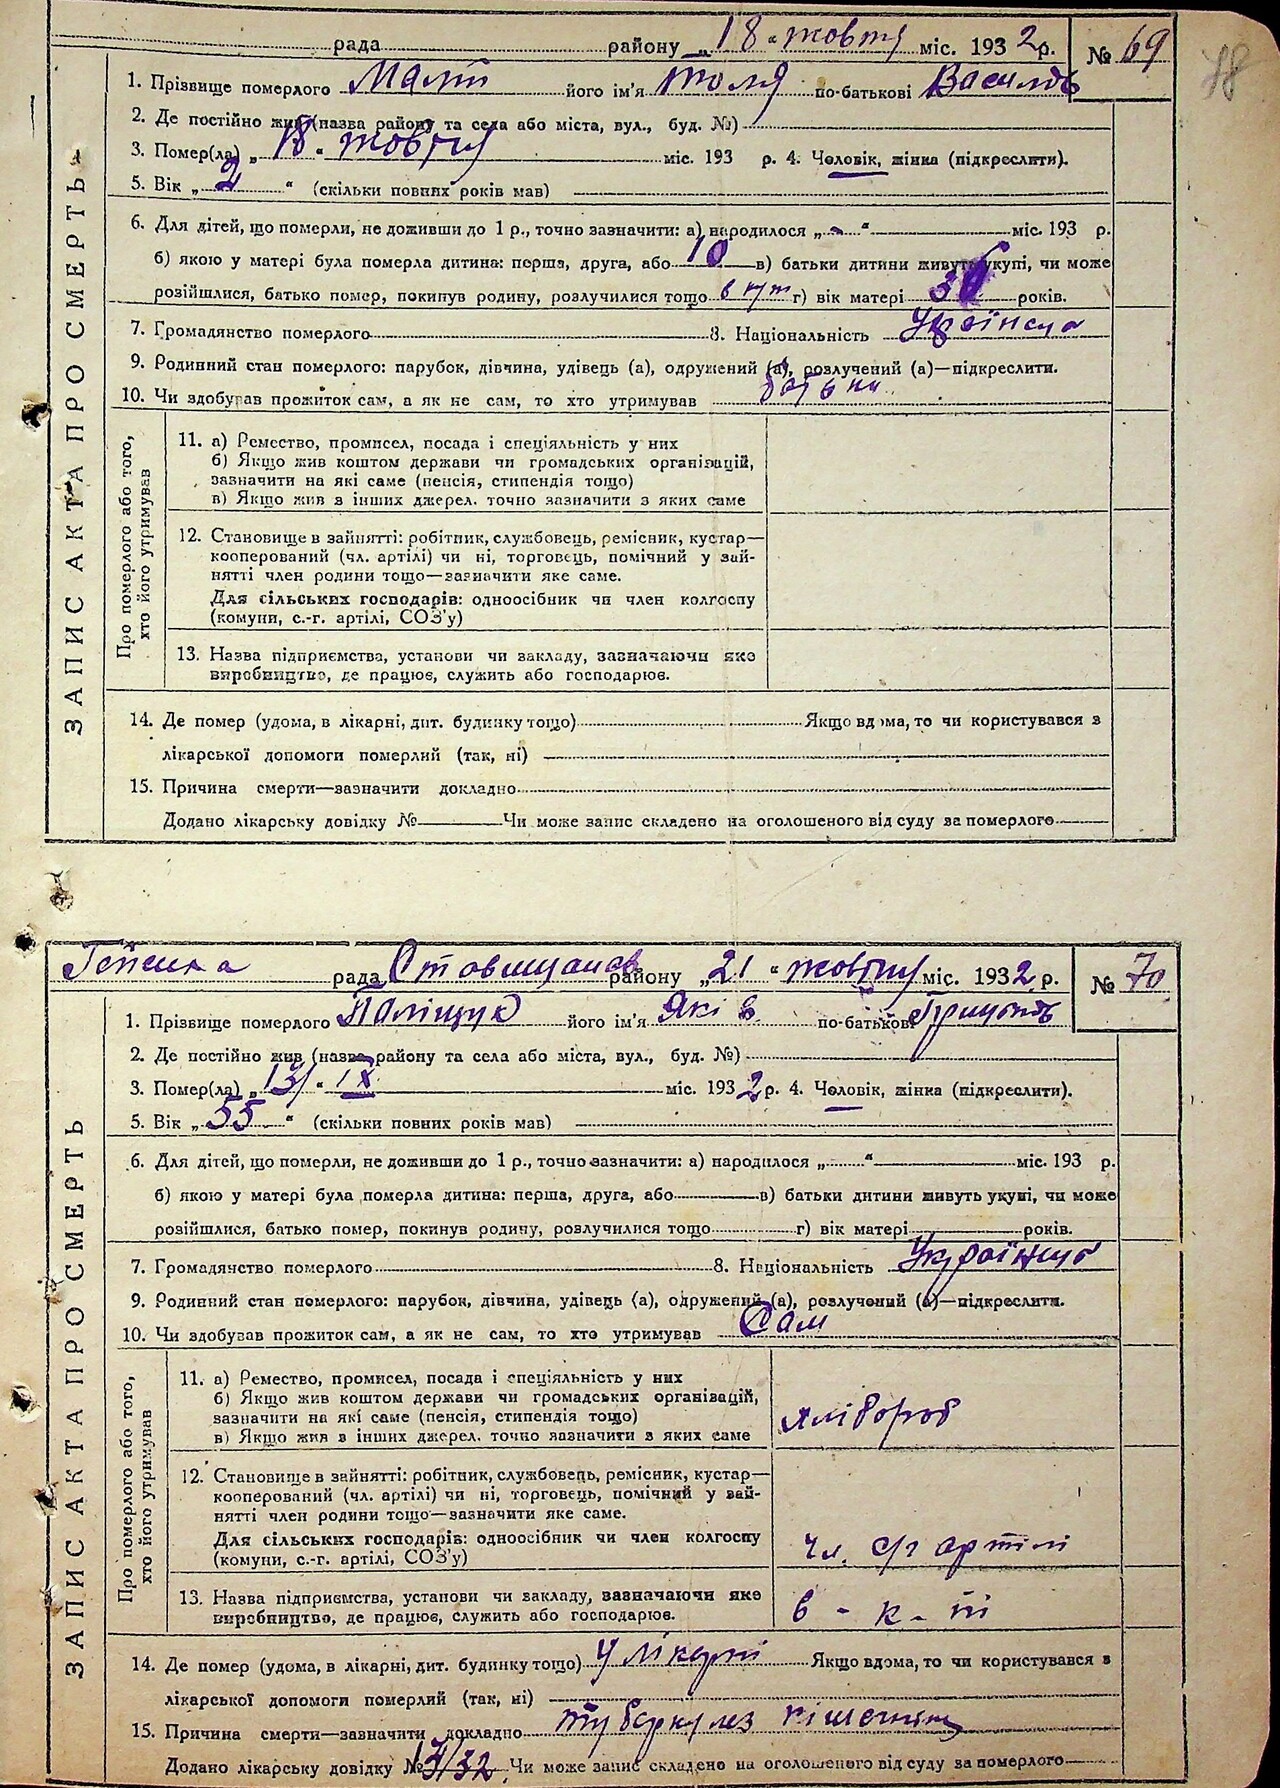 рада району „18“ жовтня міс. 1932 р. № 69
78
1. Прізвище померлого його ім'я Толя по-батькові Василів
2. Де постійно жив (назва району та села або міста, вул., буд. №)
3. Помер(ла) „18“ жовтня міс. 193 р. 4. Чоловік, жінка (підкреслити).
5. Вік „2“ (скільки повних років мав)
6. Для дітей, що померли, не доживши до 1 р., точно зазначити: а) народилося „ “ міс. 193 р.
б) якою у матері була померла дитина: перша, друга, або 10 в) батьки дитини живуть укупі, чи може
розійшлися, батько помер, покинув родину, розлучилися тощо г) вік матері років.
7. Громадянство померлого 8. Національність
9. Родинний стан померлого: парубок, дівчина, удівець (а), одружений (а), розлучений (а)—підкреслити.
10. Чи здобував прожиток сам, а як не сам, то хто утримував батьки
ЗАПИС АКТА ПРО СМЕРТЬ
Про померлого або того,
хто його утримував
11. а) Ремество, промисел, посада і спеціяльність у них
б) Якщо жив коштом держави чи громадських організацій,
зазначити на які саме (пенсія, стипендія тощо)
в) Якщо жив з інших джерел. точно зазначити з яких саме
12. Становище в зайнятті: робітник, службовець, ремісник, кустар—
кооперований (чл. артілі) чи ні, торговець, помічний у зай-
нятті член родини тощо—зазначити яке саме.
Для сільських господарів: одноосібник чи член колгоспу
(комуни, с.-г. артілі, СОЗ'у)
13. Назва підприємства, установи чи закладу, зазначаючи яке
виробництво, де працює, служить або господарює.
14. Де помер (удома, в лікарні, дит. будинку тощо) Якщо вдома, то чи користувався з
лікарської допомоги померлий (так, ні)
15. Причина смерти—зазначити докладно
Додано лікарську довідку № Чи може запис складено на оголошеного від суду за померлого
рада району „21“ жовтня міс. 1932 р. № 70
1. Прізвище померлого Паліщук його ім'я Яків по-батькові
2. Де постійно жив (назва району та села або міста, вул., буд. №)
3. Помер(ла) „13/“ IX міс. 1932 р. 4. Чоловік, жінка (підкреслити).
5. Вік „55“ (скільки повних років мав)
6. Для дітей, що померли, не доживши до 1 р., точно зазначити: а) народилося „ “ міс. 193 р.
б) якою у матері була померла дитина: перша, друга, або в) батьки дитини живуть укупі, чи може
розійшлися, батько помер, покинув родину, розлучилися тощо г) вік матері років.
7. Громадянство померлого 8. Національність
9. Родинний стан померлого: парубок, дівчина, удівець (а), одружений (а), розлучений (а)—підкреслити.
10. Чи здобував прожиток сам, а як не сам, то хто утримував Сам
ЗАПИС АКТА ПРО СМЕРТЬ
Про померлого або того,
хто його утримував
11. а) Ремество, промисел, посада і спеціяльність у них
б) Якщо жив коштом держави чи громадських організацій,
зазначити на які саме (пенсія, стипендія тощо)
в) Якщо жив з інших джерел. точно зазначити з яких саме
хлібороб
12. Становище в зайнятті: робітник, службовець, ремісник, кустар—
кооперований (чл. артілі) чи ні, торговець, помічний у зай-
нятті член родини тощо—зазначити яке саме.
Для сільських господарів: одноосібник чи член колгоспу
(комуни, с.-г. артілі, СОЗ'у)
чл. с/г артілі
13. Назва підприємства, установи чи закладу, зазначаючи яке
виробництво, де працює, служить або господарює.
14. Де помер (удома, в лікарні, дит. будинку тощо) у лікарні Якщо вдома, то чи користувався з
лікарської допомоги померлий (так, ні)
15. Причина смерти—зазначити докладно туберкулез
Додано лікарську довідку № Чи може запис складено на оголошеного від суду за померлого